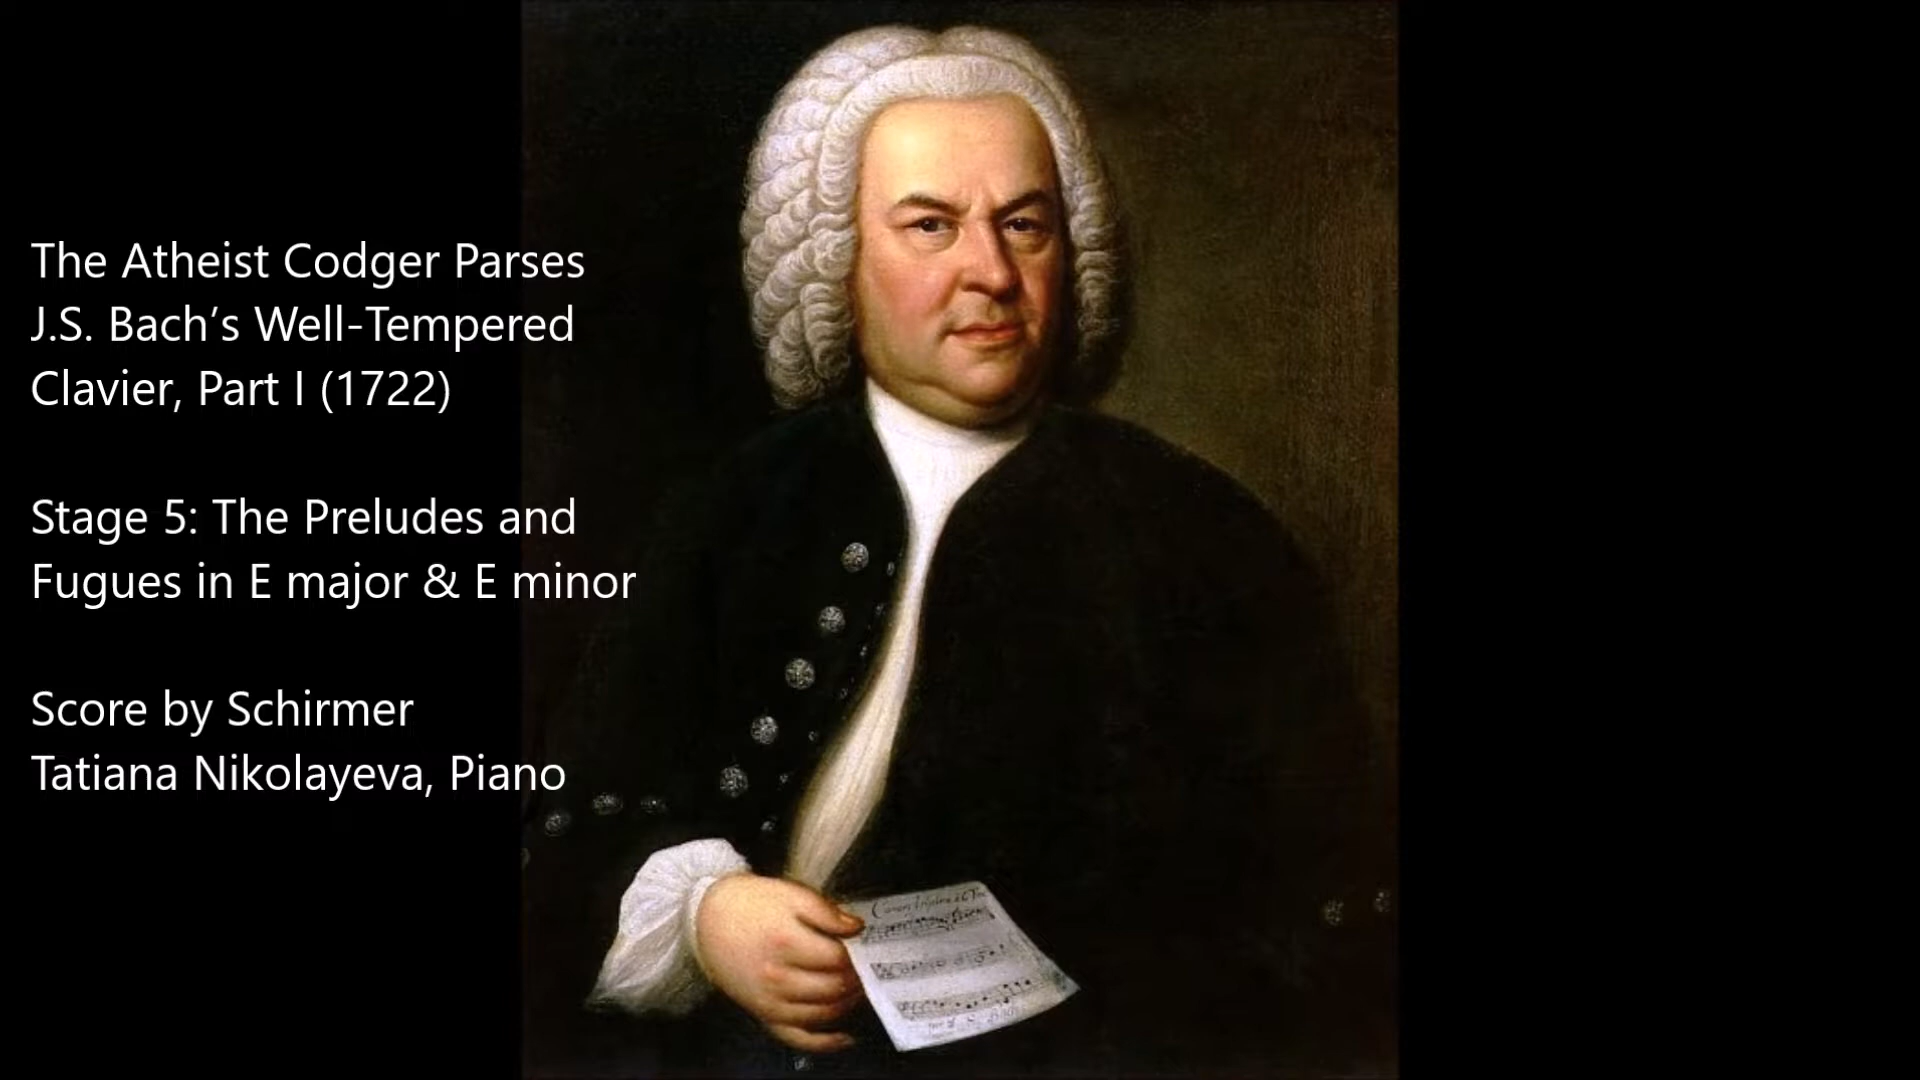 The Atheist Codger Parses
J.S. Bach’s Well-Tempered
Clavier, Part I (1722)
Stage 5: The Preludes and
Fugues in E major & E minor
Score by Schirmer
Tatiana Nikolayeva, Piano